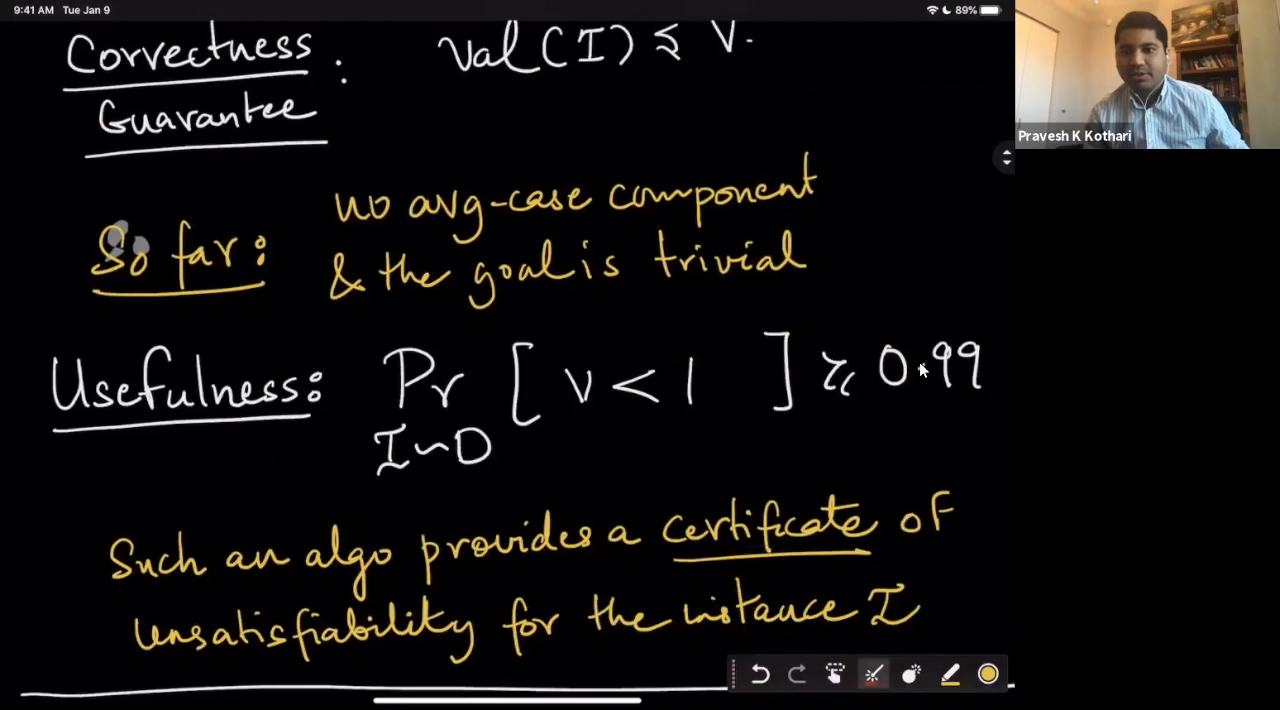 9:41 AM Tue Jan 9
89%
Correctness : Val(I) ≤ v.
Guarantee
Pravesh K Kothari
So far: no avg-case component
& the goal is trivial
Usefulness: Pr [ v < 1 ] ≥ 0.99
I~D
Such an algo provides a certificate of
unsatisfiability for the instance I